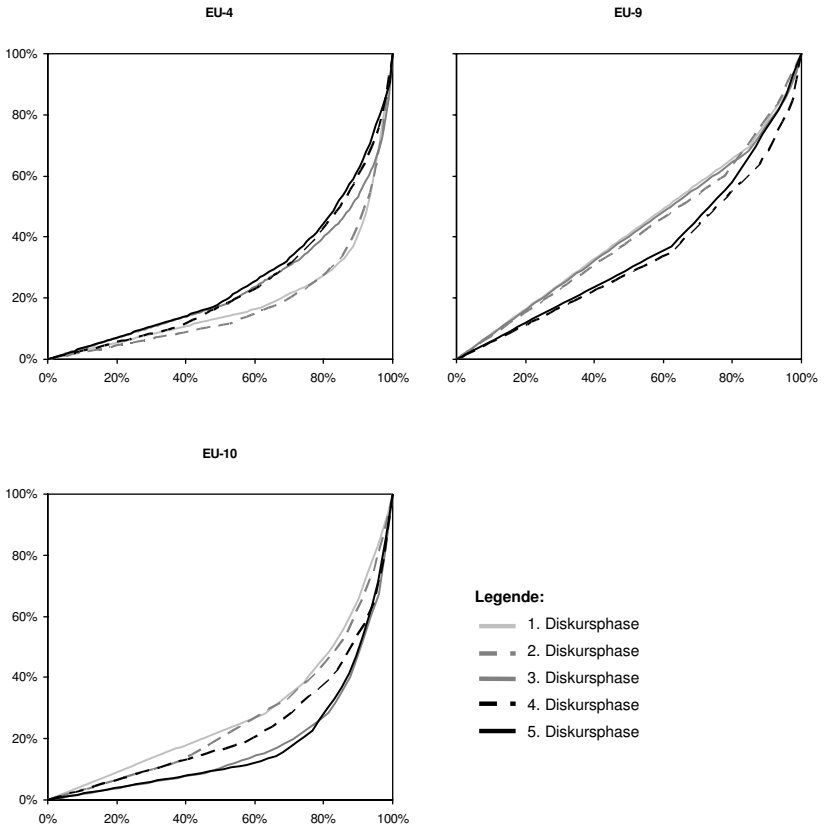 EU-4
EU-9
100%
80%
60%
40%
20%
0%
0% 20% 40% 60% 80% 100%
100%
80%
60%
40%
20%
0%
0% 20% 40% 60% 80% 100%
EU-10
100%
80%
60%
40%
20%
0%
0% 20% 40% 60% 80% 100%
Legende:
1. Diskursphase
2. Diskursphase
3. Diskursphase
4. Diskursphase
5. Diskursphase